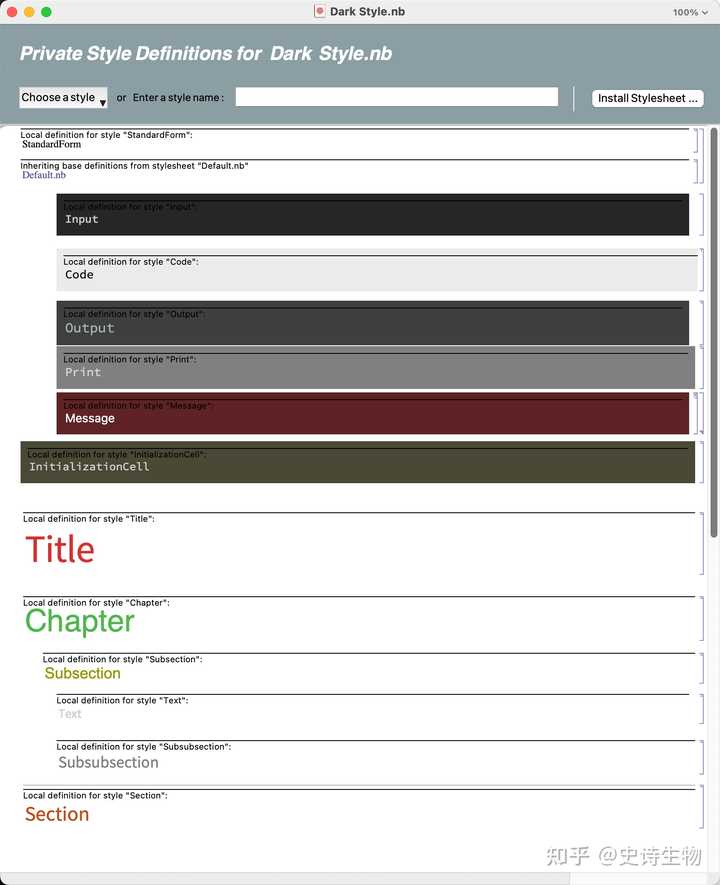 Dark Style.nb
100%
Private Style Definitions for Dark Style.nb
Choose a style or Enter a style name : Install Stylesheet ...
Local definition for style "StandardForm":
StandardForm
Inheriting base definitions from stylesheet "Default.nb"
Default.nb
Local definition for style "Input":
Input
Local definition for style "Code":
Code
Local definition for style "Output":
Output
Local definition for style "Print":
Print
Local definition for style "Message":
Message
Local definition for style "InitializationCell":
InitializationCell
Local definition for style "Title":
Title
Local definition for style "Chapter":
Chapter
Local definition for style "Subsection":
Subsection
Local definition for style "Text":
Text
Local definition for style "Subsubsection":
Subsubsection
Local definition for style "Section":
Section
知乎 @史诗生物